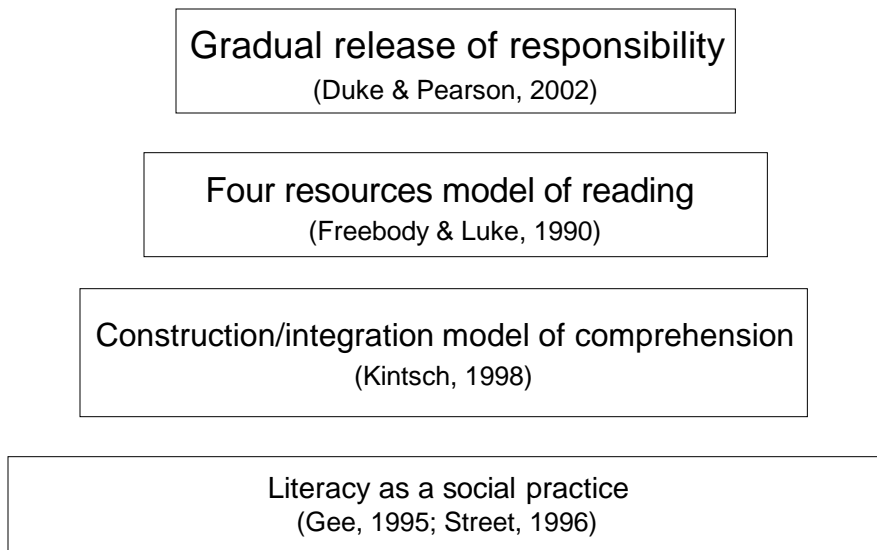 Gradual release of responsibility
(Duke & Pearson, 2002)
Four resources model of reading
(Freebody & Luke, 1990)
Construction/integration model of comprehension
(Kintsch, 1998)
Literacy as a social practice
(Gee, 1995; Street, 1996)